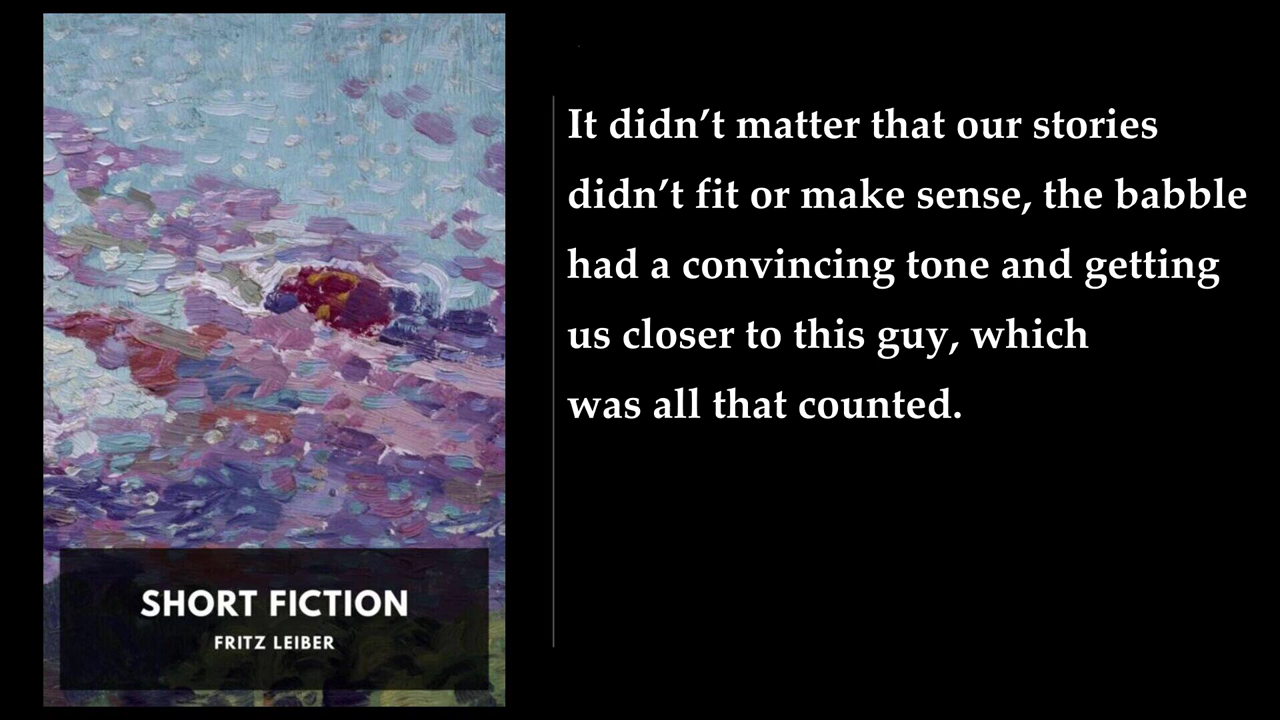 SHORT FICTION
FRITZ LEIBER
It didn’t matter that our stories
didn’t fit or make sense, the babble
had a convincing tone and getting
us closer to this guy, which
was all that counted.